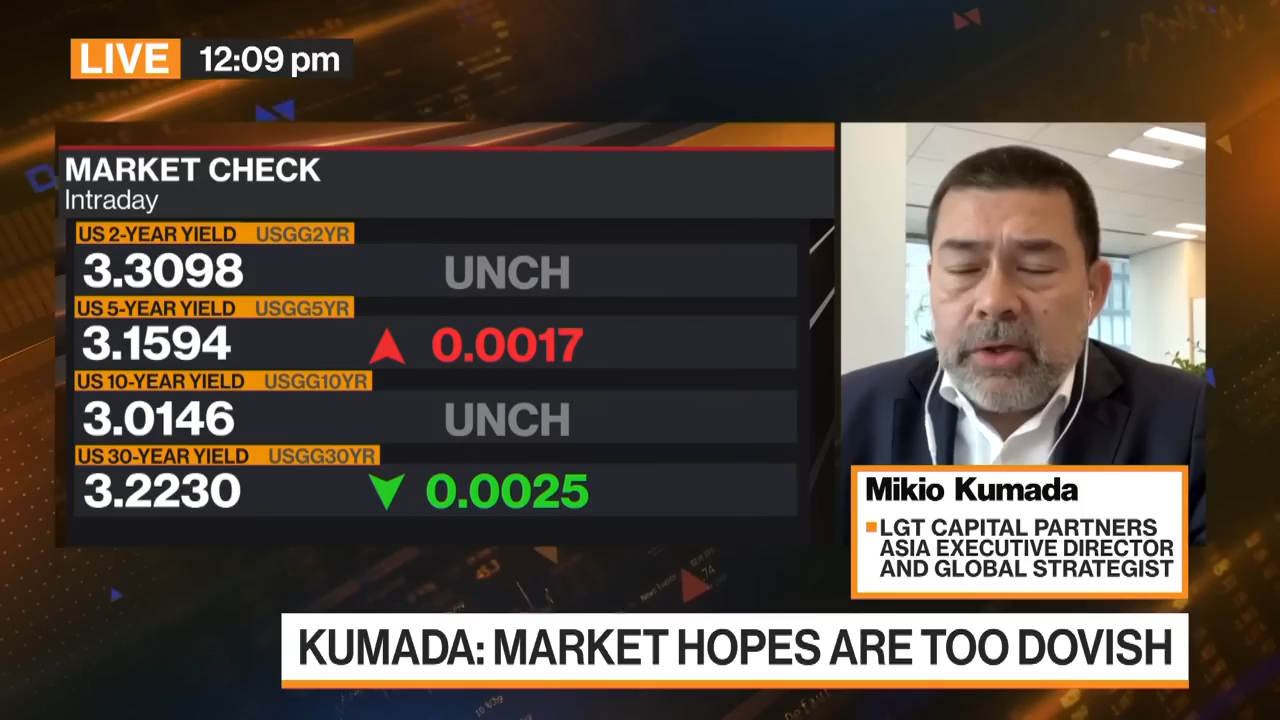 LIVE 12:09 pm
MARKET CHECK
Intraday
US 2-YEAR YIELD USGG2YR
3.3098 UNCH
US 5-YEAR YIELD USGG5YR
3.1594 ▲ 0.0017
US 10-YEAR YIELD USGG10YR
3.0146 UNCH
US 30-YEAR YIELD USGG30YR
3.2230 ▼ 0.0025
Mikio Kumada
LGT CAPITAL PARTNERS
ASIA EXECUTIVE DIRECTOR
AND GLOBAL STRATEGIST
KUMADA: MARKET HOPES ARE TOO DOVISH